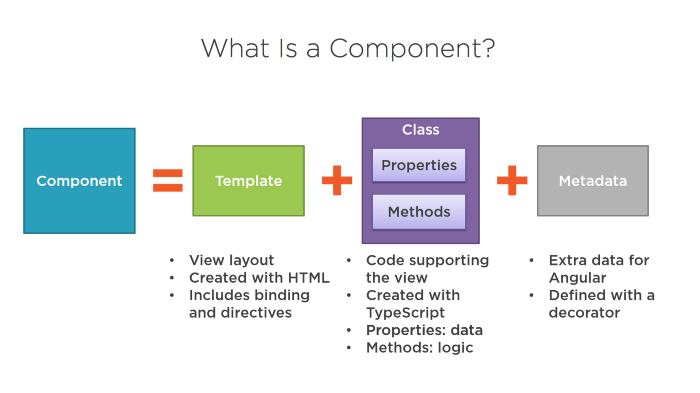 What Is a Component?
Component
=
Template
+
Class
Properties
Methods
+
Metadata
• View layout
• Created with HTML
• Includes binding
and directives
• Code supporting
the view
• Created with
TypeScript
• Properties: data
• Methods: logic
• Extra data for
Angular
• Defined with a
decorator